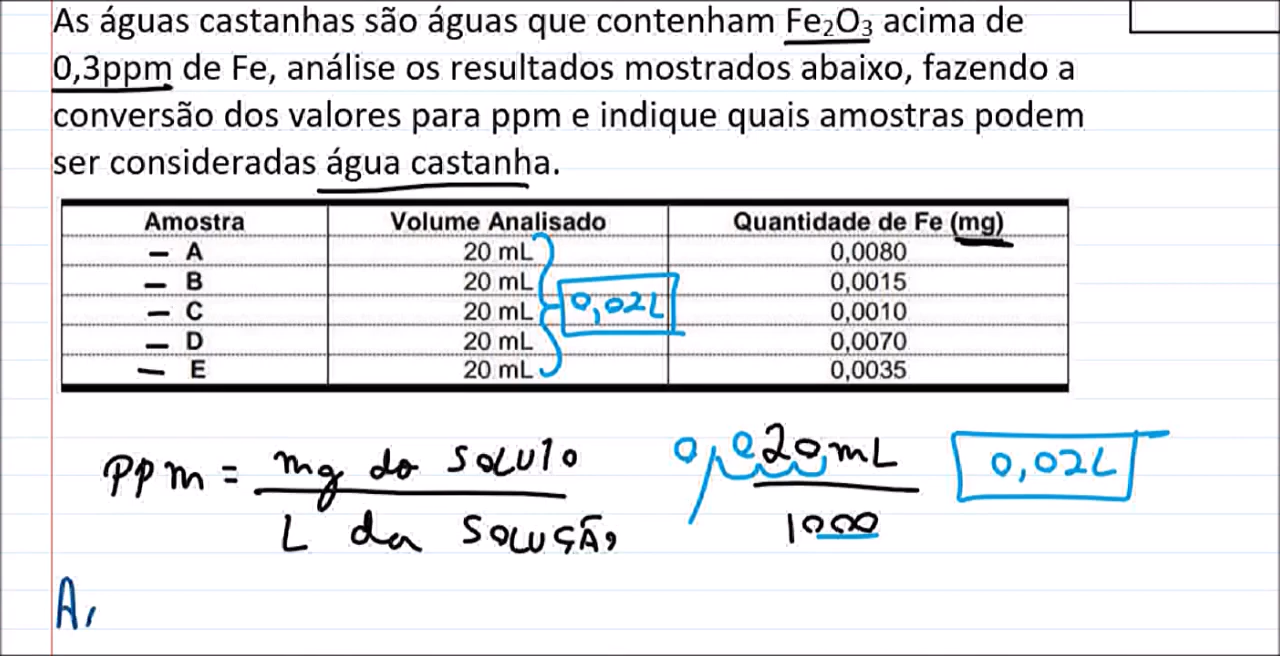 As águas castanhas são águas que contenham Fe₂O₃ acima de
0,3ppm de Fe, análise os resultados mostrados abaixo, fazendo a
conversão dos valores para ppm e indique quais amostras podem
ser consideradas água castanha.
Amostra Volume Analisado Quantidade de Fe (mg)
– A 20 mL 0,0080
– B 20 mL 0,0015
– C 20 mL 0,0010
– D 20 mL 0,0070
– E 20 mL 0,0035
0,02L
PPm = mg do SOLUTO
L da SOLUÇÃO
0,020,mL
1000
0,02L
A,